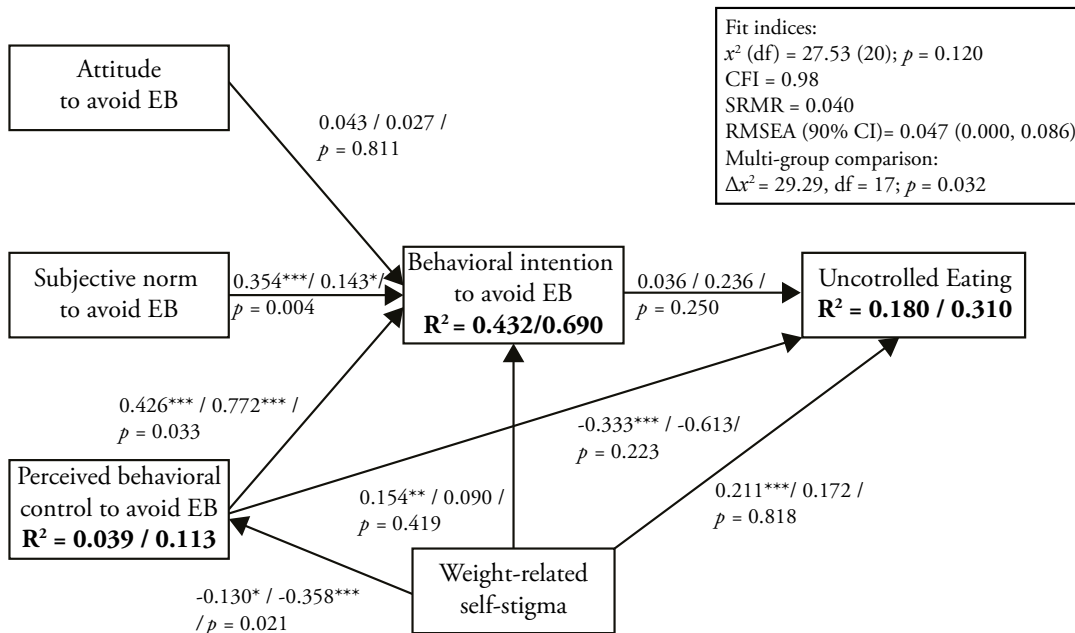 Fit indices:
x² (df) = 27.53 (20); p = 0.120
CFI = 0.98
SRMR = 0.040
RMSEA (90% CI)= 0.047 (0.000, 0.086)
Multi-group comparison:
Δx² = 29.29, df = 17; p = 0.032
Attitude
to avoid EB
0.043 / 0.027 /
p = 0.811
Subjective norm
to avoid EB
0.354***/ 0.143*/
p = 0.004
Behavioral intention
to avoid EB
R² = 0.432/0.690
0.036 / 0.236 /
p = 0.250
Uncotrolled Eating
R² = 0.180 / 0.310
0.426*** / 0.772*** /
p = 0.033
-0.333*** / -0.613/
p = 0.223
Perceived behavioral
control to avoid EB
R² = 0.039 / 0.113
0.154** / 0.090 /
p = 0.419
0.211***/ 0.172 /
p = 0.818
Weight-related
self-stigma
-0.130* / -0.358***
/ p = 0.021